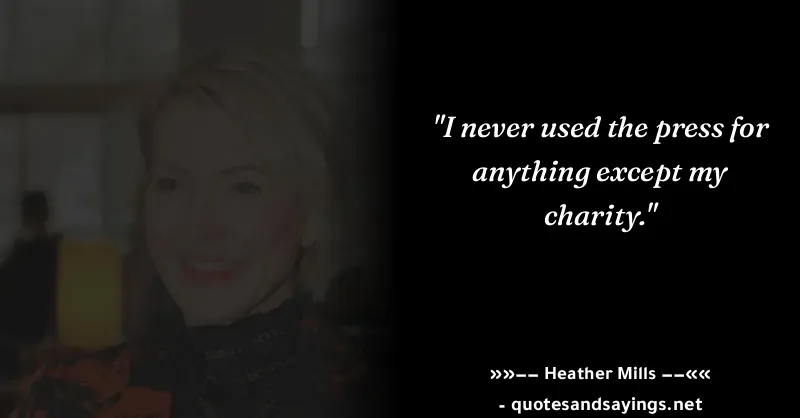 "I never used the press for
anything except my
charity."
»»−− Heather Mills −−««
- quotesandsayings.net